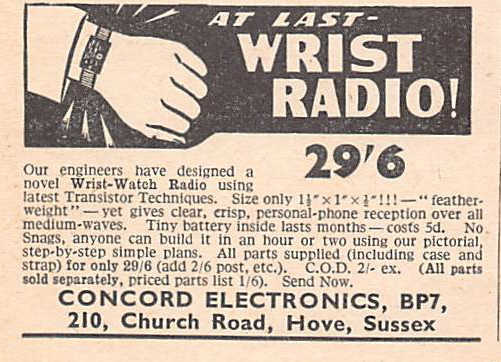 AT LAST-
WRIST
RADIO!
29'6
Our engineers have designed a
novel Wrist-Watch Radio using
latest Transistor Techniques. Size only 1½″ × 1″ × ½″!!! — “feather-
weight” — yet gives clear, crisp, personal-phone reception over all
medium-waves. Tiny battery inside lasts months — costs 5d. No
Snags, anyone can build it in an hour or two using our pictorial,
step-by-step simple plans. All parts supplied (including case and
strap) for only 29/6 (add 2/6 post, etc.). C.O.D. 2/- ex. (All parts
sold separately, priced parts list 1/6). Send Now.
CONCORD ELECTRONICS, BP7,
210, Church Road, Hove, Sussex